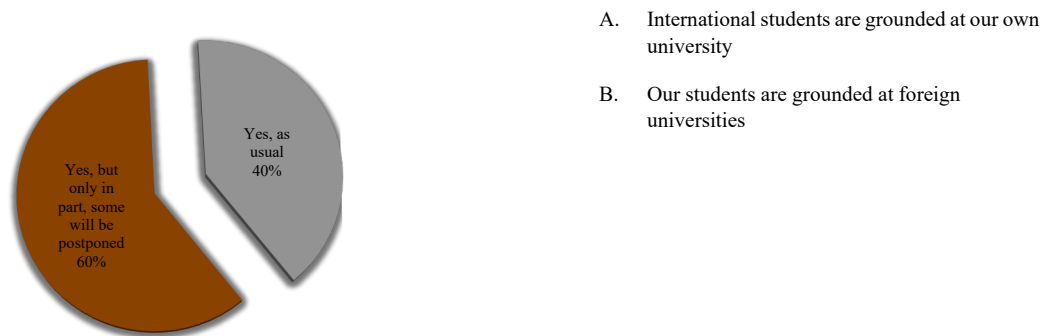 Yes, as
usual
40%
Yes, but
only in
part, some
will be
postponed
60%
A. International students are grounded at our own
university
B. Our students are grounded at foreign
universities